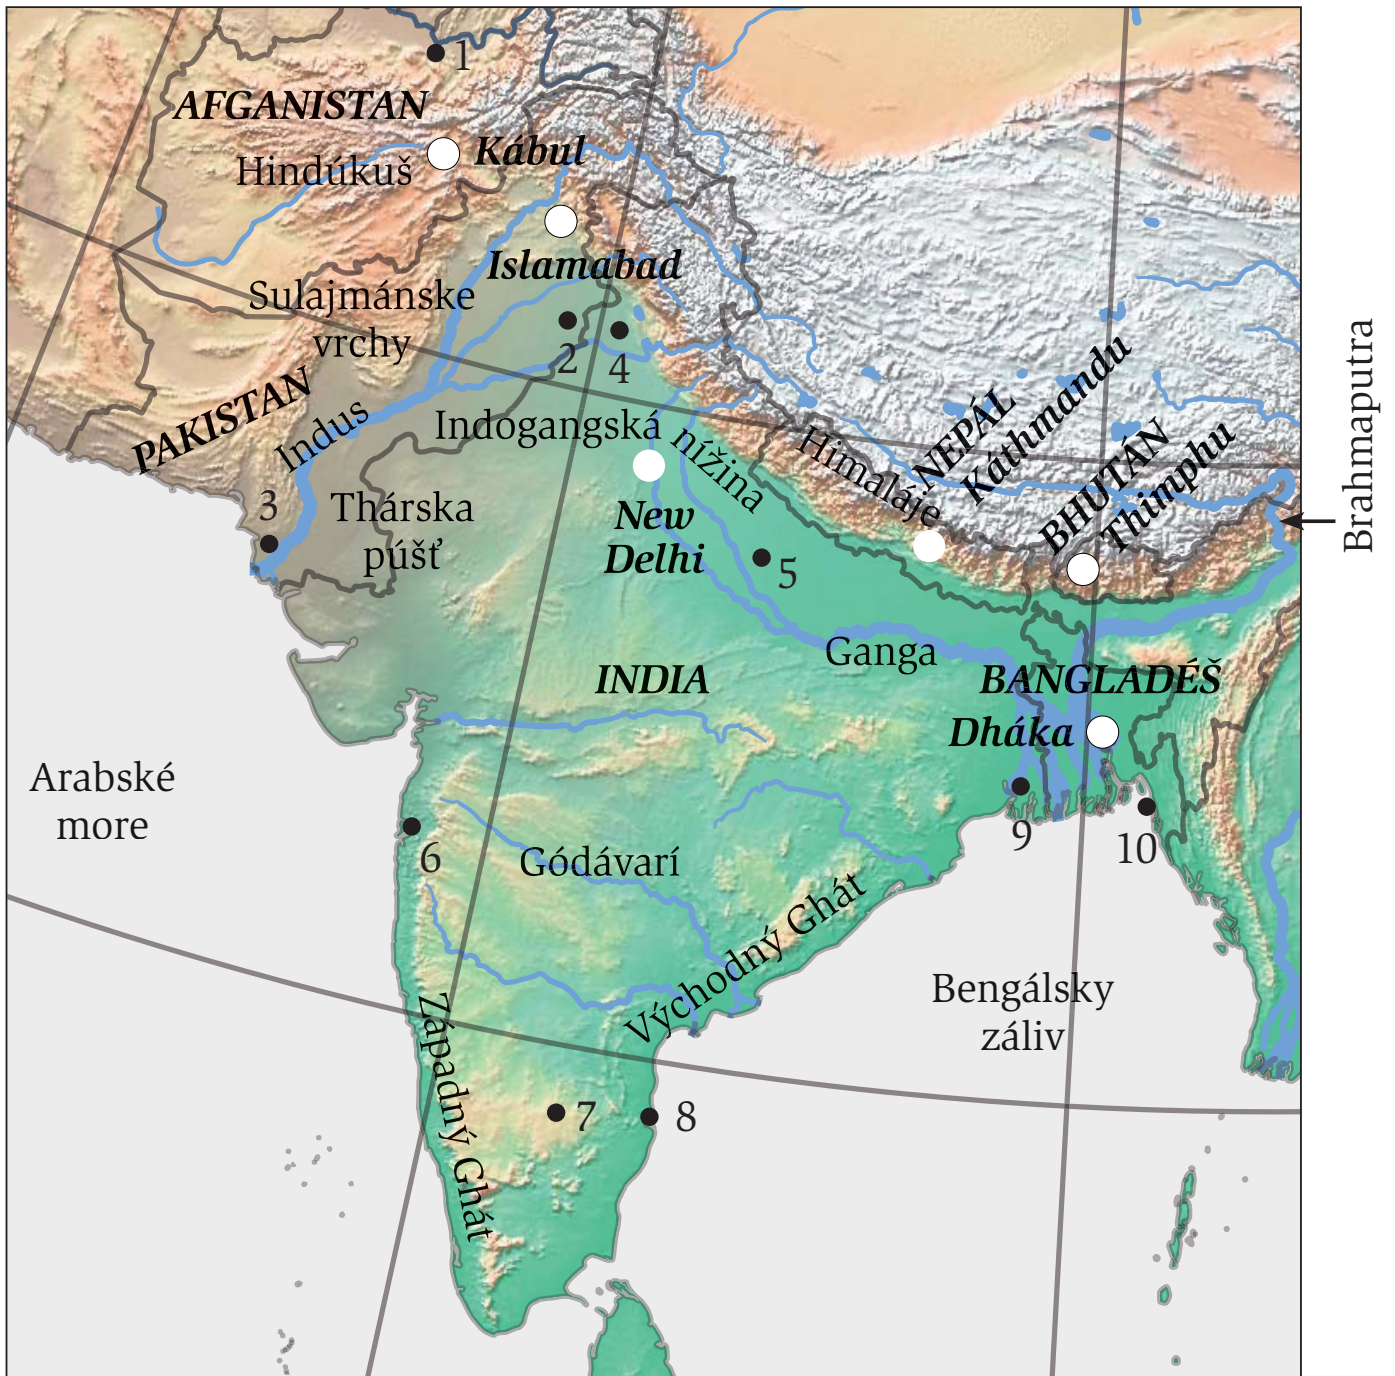 1
AFGANISTAN
Kábul
Hindúkuš
Islamabad
Sulajmánske
vrchy
2
4
PAKISTAN
Indus
Indogangská
nížina
Himaláje
NEPÁL
Káthmandu
BHUTÁN
Thimphu
Brahmaputra
3
Thárska
púšť
New
Delhi
5
Ganga
INDIA
BANGLADÉŠ
Dháka
Arabské
more
6
Gódávarí
9
10
Východný Ghát
Bengálsky
záliv
Západný Ghát
7
8